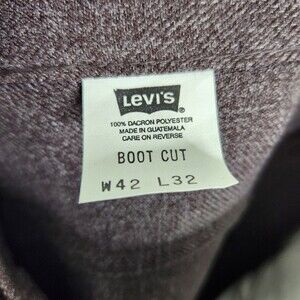 LEVI'S ®
100% DACRON POLYESTER
MADE IN GUATEMALA
CARE ON REVERSE
BOOT CUT
W42 L32